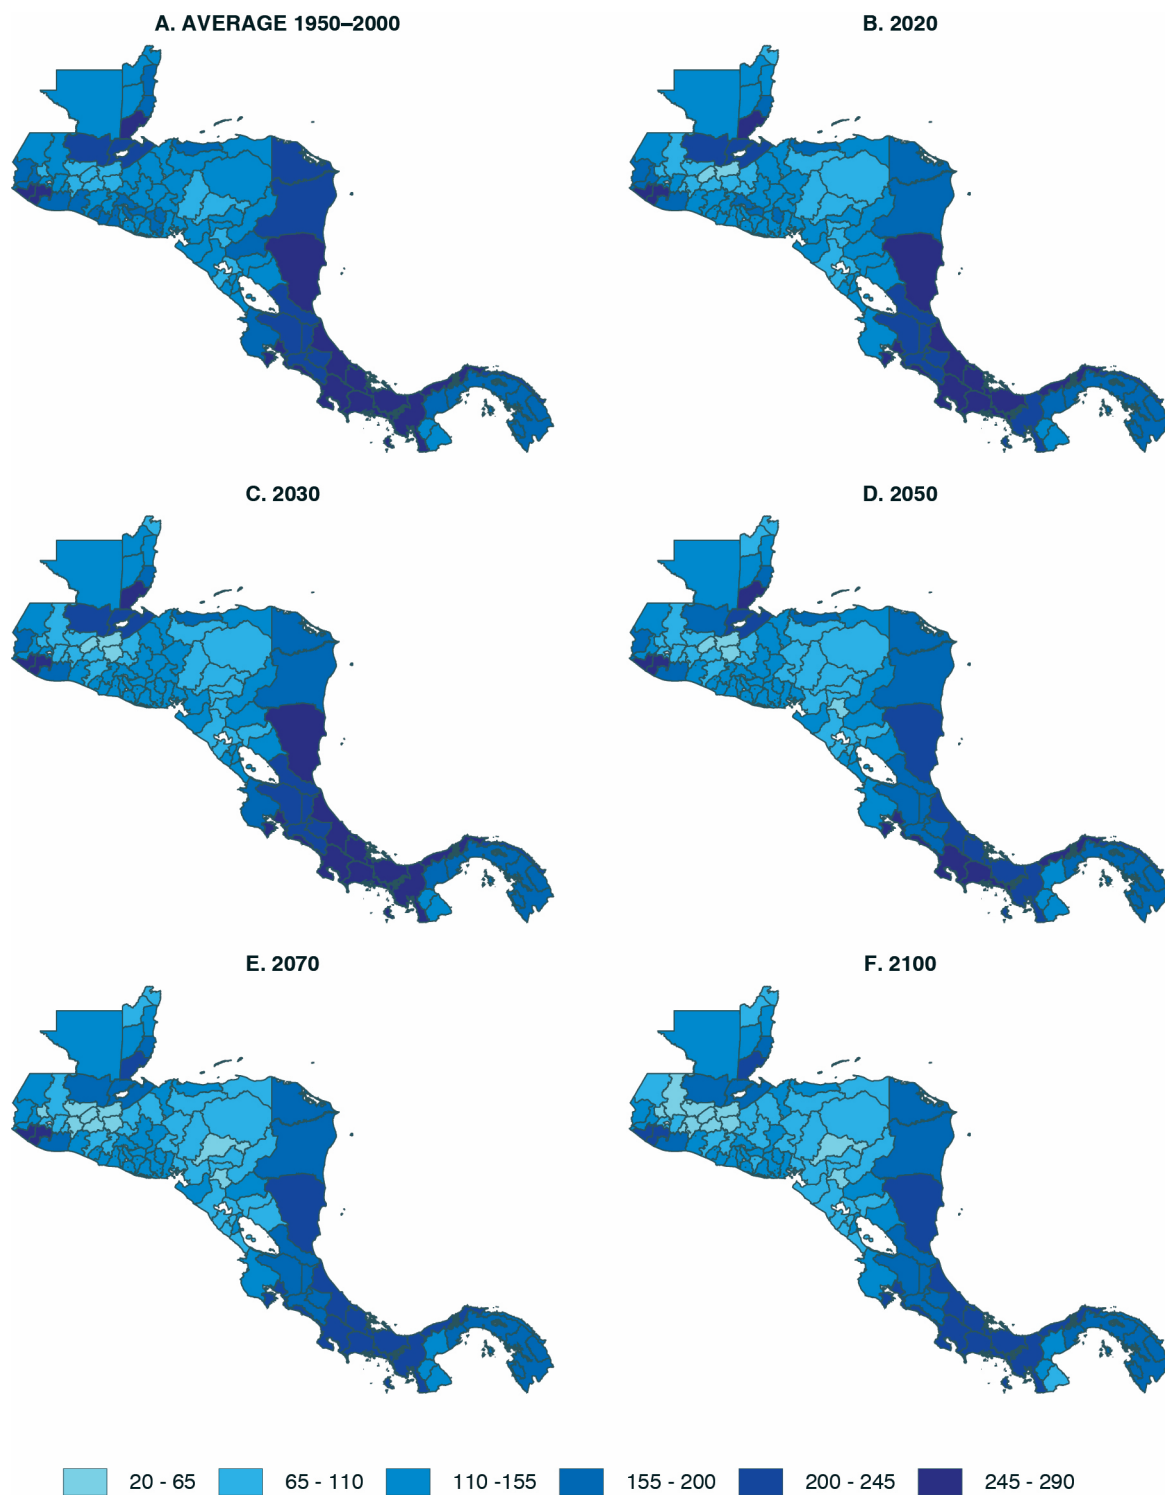 A. AVERAGE 1950–2000
B. 2020
C. 2030
D. 2050
E. 2070
F. 2100
20 - 65
65 - 110
110 -155
155 - 200
200 - 245
245 - 290